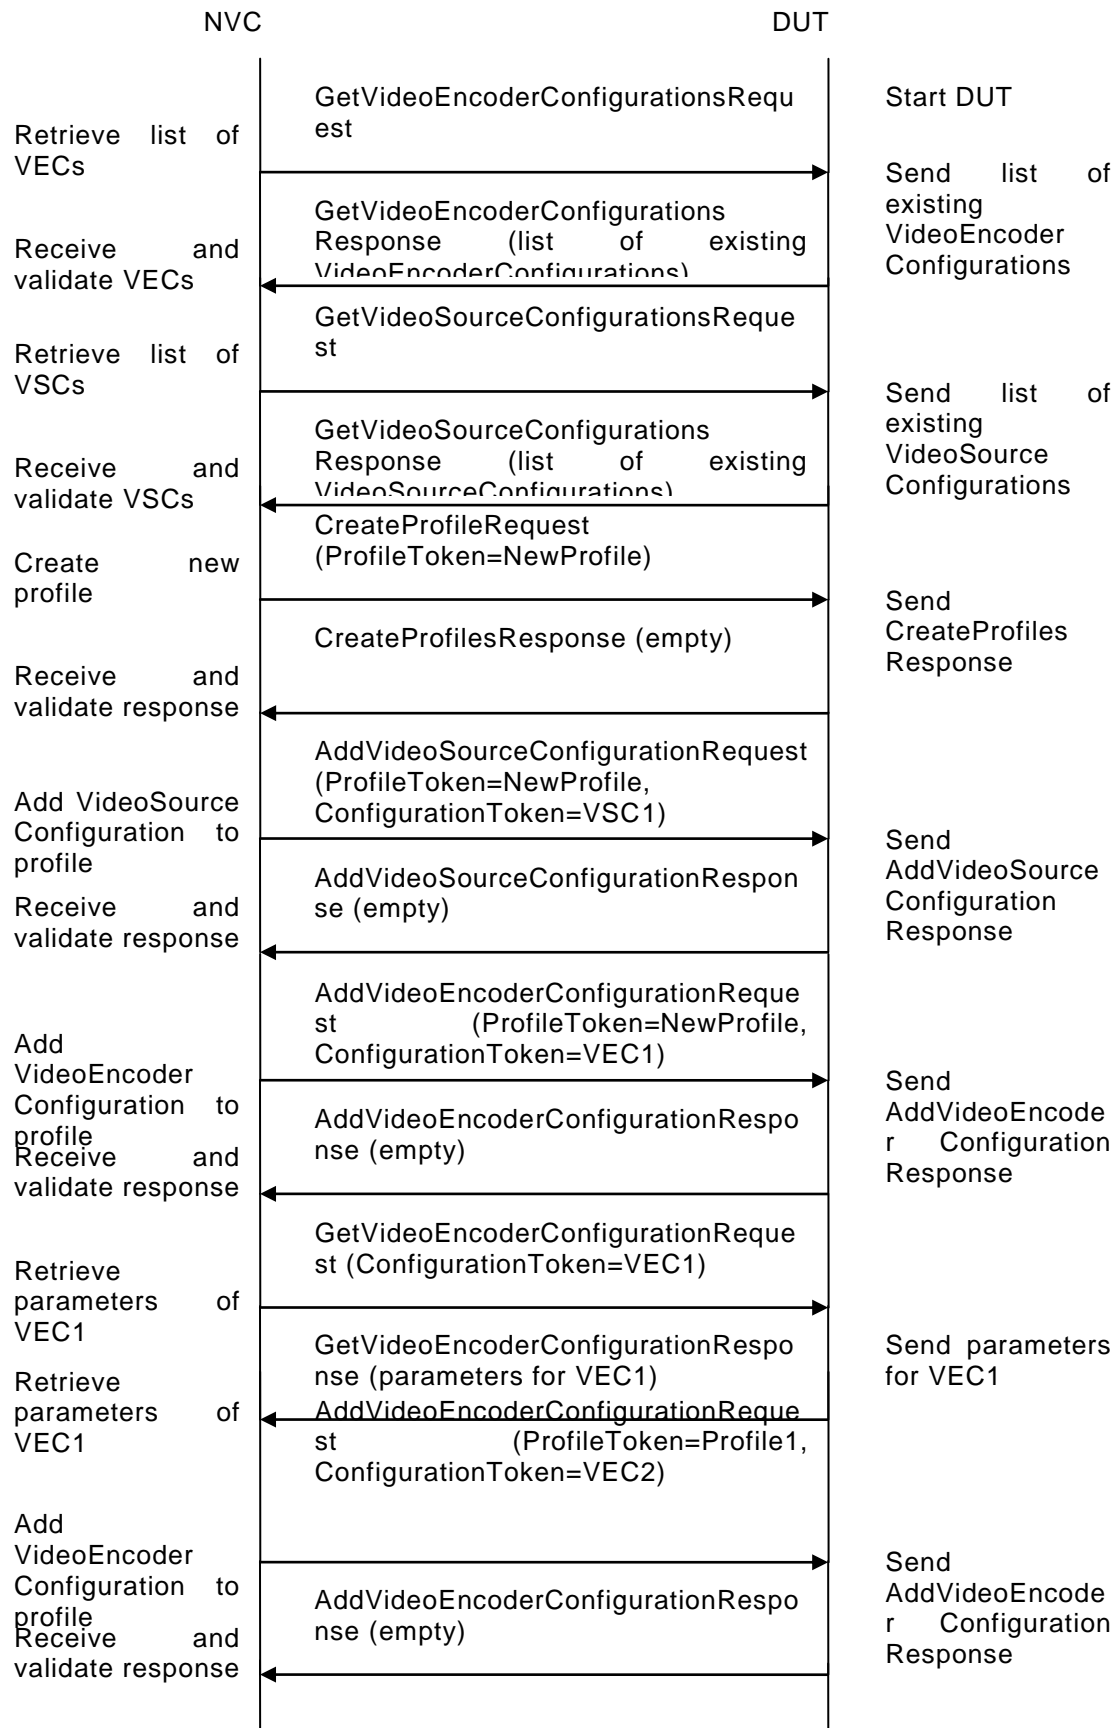 NVC
DUT
GetVideoEncoderConfigurationsRequ
est
Start DUT
Retrieve list of
VECs
Send list of
existing
VideoEncoder
Configurations
GetVideoEncoderConfigurations
Response (list of existing
VideoEncoderConfigurations)
Receive and
validate VECs
GetVideoSourceConfigurationsReque
st
Retrieve list of
VSCs
Send list of
existing
VideoSource
Configurations
GetVideoSourceConfigurations
Response (list of existing
VideoSourceConfigurations)
Receive and
validate VSCs
CreateProfileRequest
(ProfileToken=NewProfile)
Create new
profile
Send
CreateProfiles
Response
CreateProfilesResponse (empty)
Receive and
validate response
AddVideoSourceConfigurationRequest
(ProfileToken=NewProfile,
ConfigurationToken=VSC1)
Add VideoSource
Configuration to
profile
Send
AddVideoSource
Configuration
Response
AddVideoSourceConfigurationRespon
se (empty)
Receive and
validate response
AddVideoEncoderConfigurationReque
st (ProfileToken=NewProfile,
ConfigurationToken=VEC1)
Add
VideoEncoder
Configuration to
profile
Send
AddVideoEncode
r Configuration
Response
AddVideoEncoderConfigurationRespo
nse (empty)
Receive and
validate response
GetVideoEncoderConfigurationReque
st (ConfigurationToken=VEC1)
Retrieve
parameters of
VEC1
Send parameters
for VEC1
GetVideoEncoderConfigurationRespo
nse (parameters for VEC1)
Retrieve
parameters of
VEC1
AddVideoEncoderConfigurationReque
st (ProfileToken=Profile1,
ConfigurationToken=VEC2)
Add
VideoEncoder
Configuration to
profile
Send
AddVideoEncode
r Configuration
Response
AddVideoEncoderConfigurationRespo
nse (empty)
Receive and
validate response